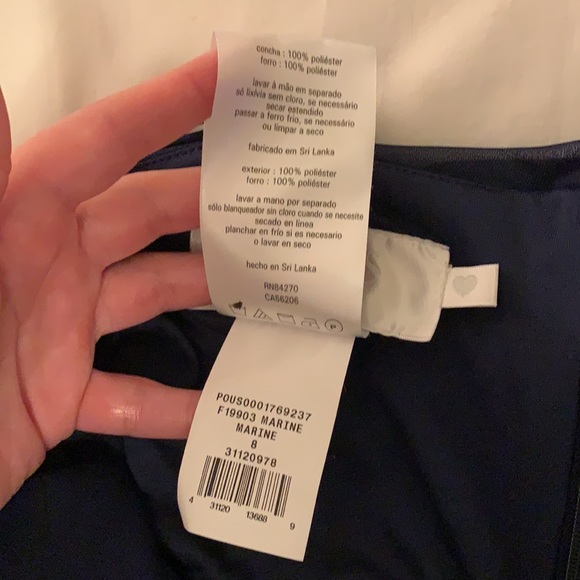 concha : 100% poliéster
forro : 100% poliéster
lavar à mão em separado
só lixívia sem cloro, se necessário
secar estendido
passar a ferro frio, se necessário
ou limpar a seco
fabricado em Sri Lanka
exterior : 100% poliéster
forro : 100% poliéster
lavar a mano por separado
sólo blanqueador sin cloro cuando se necesite
secado en línea
planchar en frío si es necesario
o lavar en seco
hecho en Sri Lanka
RN84270
CA56206
P
POUS0001769237
F19903 MARINE
MARINE
8
31120978
4 31120 13688 9